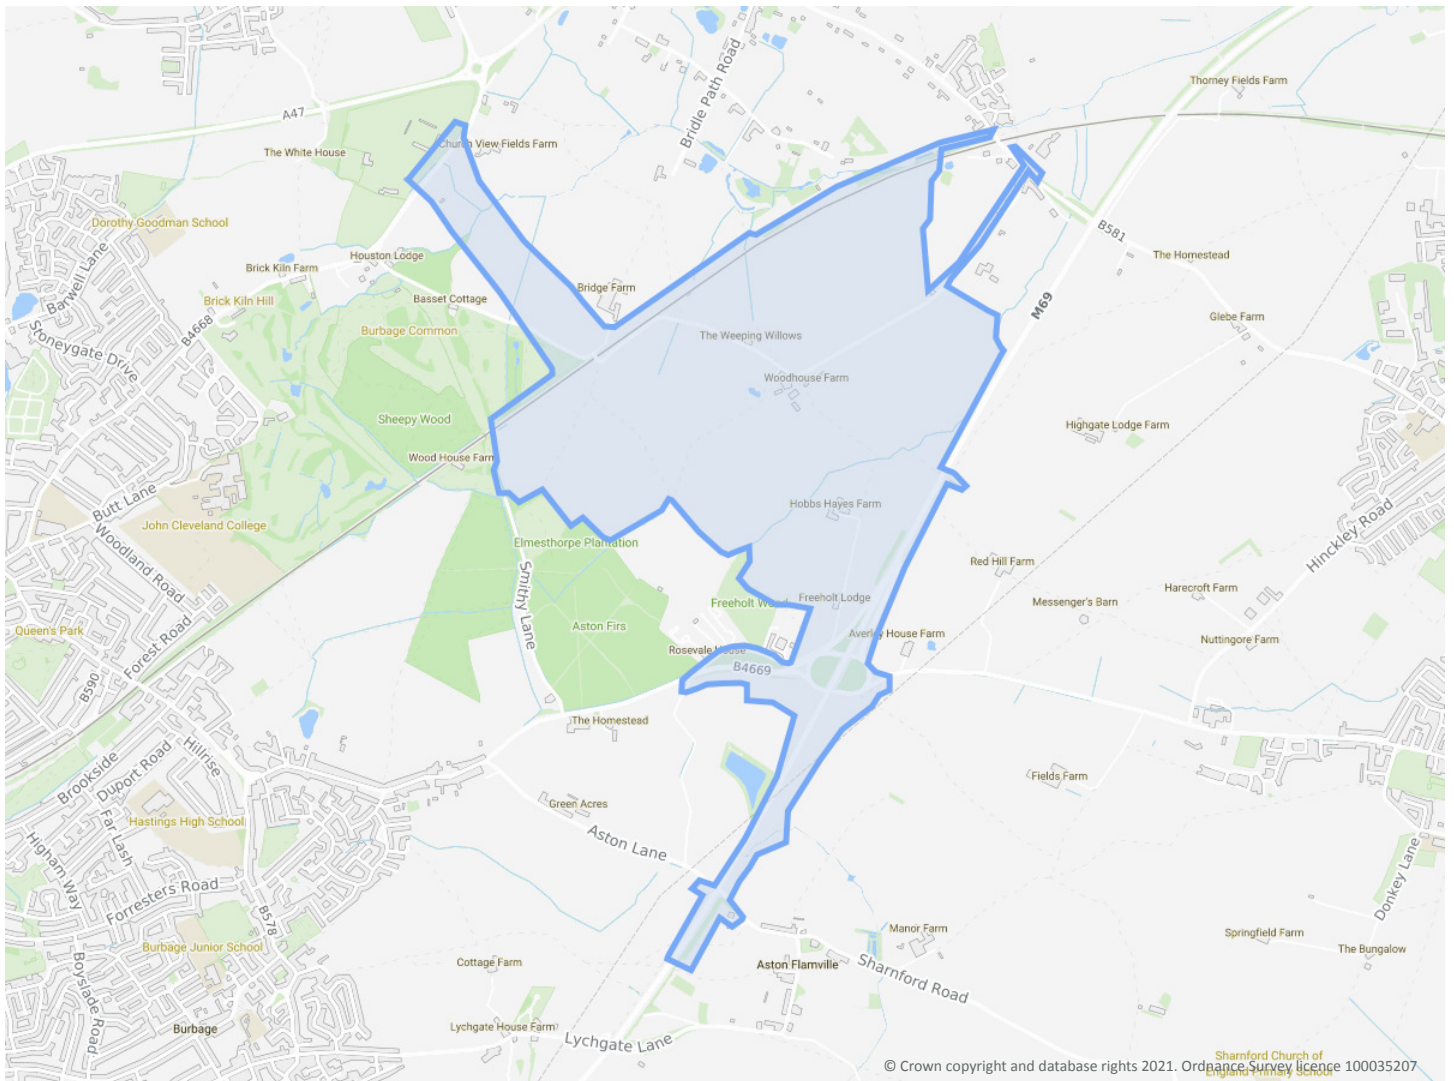 Thorney Fields Farm
A47
Bridle Path Road
Church View Fields Farm
The White House
Dorothy Goodman School
B581
The Homestead
Houston Lodge
Brick Kiln Farm
Barwell Lane
Bridge Farm
Basset Cottage
Brick Kiln Hill
M69
Glebe Farm
B4668
Burbage Common
The Weeping Willows
Stoneygate Drive
Woodhouse Farm
Sheepy Wood
Highgate Lodge Farm
Wood House Farm
Butt Lane
Hobbs Hayes Farm
John Cleveland College
Hinckley Road
Elmesthorpe Plantation
Woodland Road
Red Hill Farm
Smithy Lane
Harecroft Farm
Freeholt Wood
Freeholt Lodge
Messenger's Barn
Queen's Park
Aston Firs
Forest Road
Averley House Farm
Nuttingore Farm
Rosevale House
B4669
B590
The Homestead
Hillrise
Brookside
Duport Road
Fields Farm
Green Acres
Hastings High School
Far Lash
Aston Lane
Higham Way
Forresters Road
Donkey Lane
B578
Manor Farm
Springfield Farm
Burbage Junior School
The Bungalow
Cottage Farm
Aston Flamville
Sharnford Road
Boyslade Road
Burbage
Lychgate House Farm
Lychgate Lane
Sharnford Church of
England Primary School
© Crown copyright and database rights 2021. Ordnance Survey licence 100035207